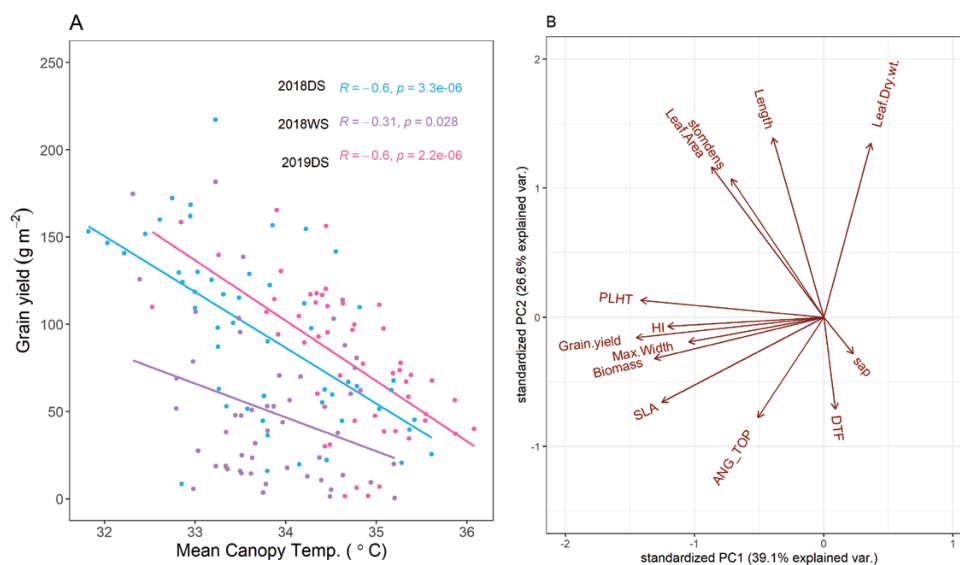 A
250
200
150
100
50
0
Grain yield (g m⁻²)
2018DS R = −0.6, p = 3.3e-06
2018WS R = −0.31, p = 0.028
2019DS R = −0.6, p = 2.2e-06
32 33 34 35 36
Mean Canopy Temp. ( ° C)
B
2
1
0
-1
standardized PC2 (26.6% explained var.)
Leaf.Dry.wt.
Length
stomdens
Leaf.Area
PLHT
HI
Grain.yield
Max.Width
Biomass
sap
SLA
DTF
ANG_TOP
-2 -1 0 1
standardized PC1 (39.1% explained var.)